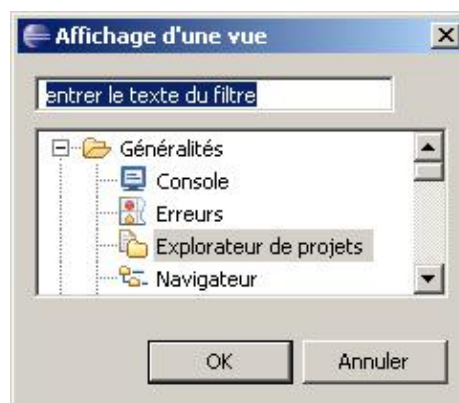 Affichage d'une vue
entrer le texte du filtre
Généralités
Console
Erreurs
Explorateur de projets
Navigateur
OK Annuler